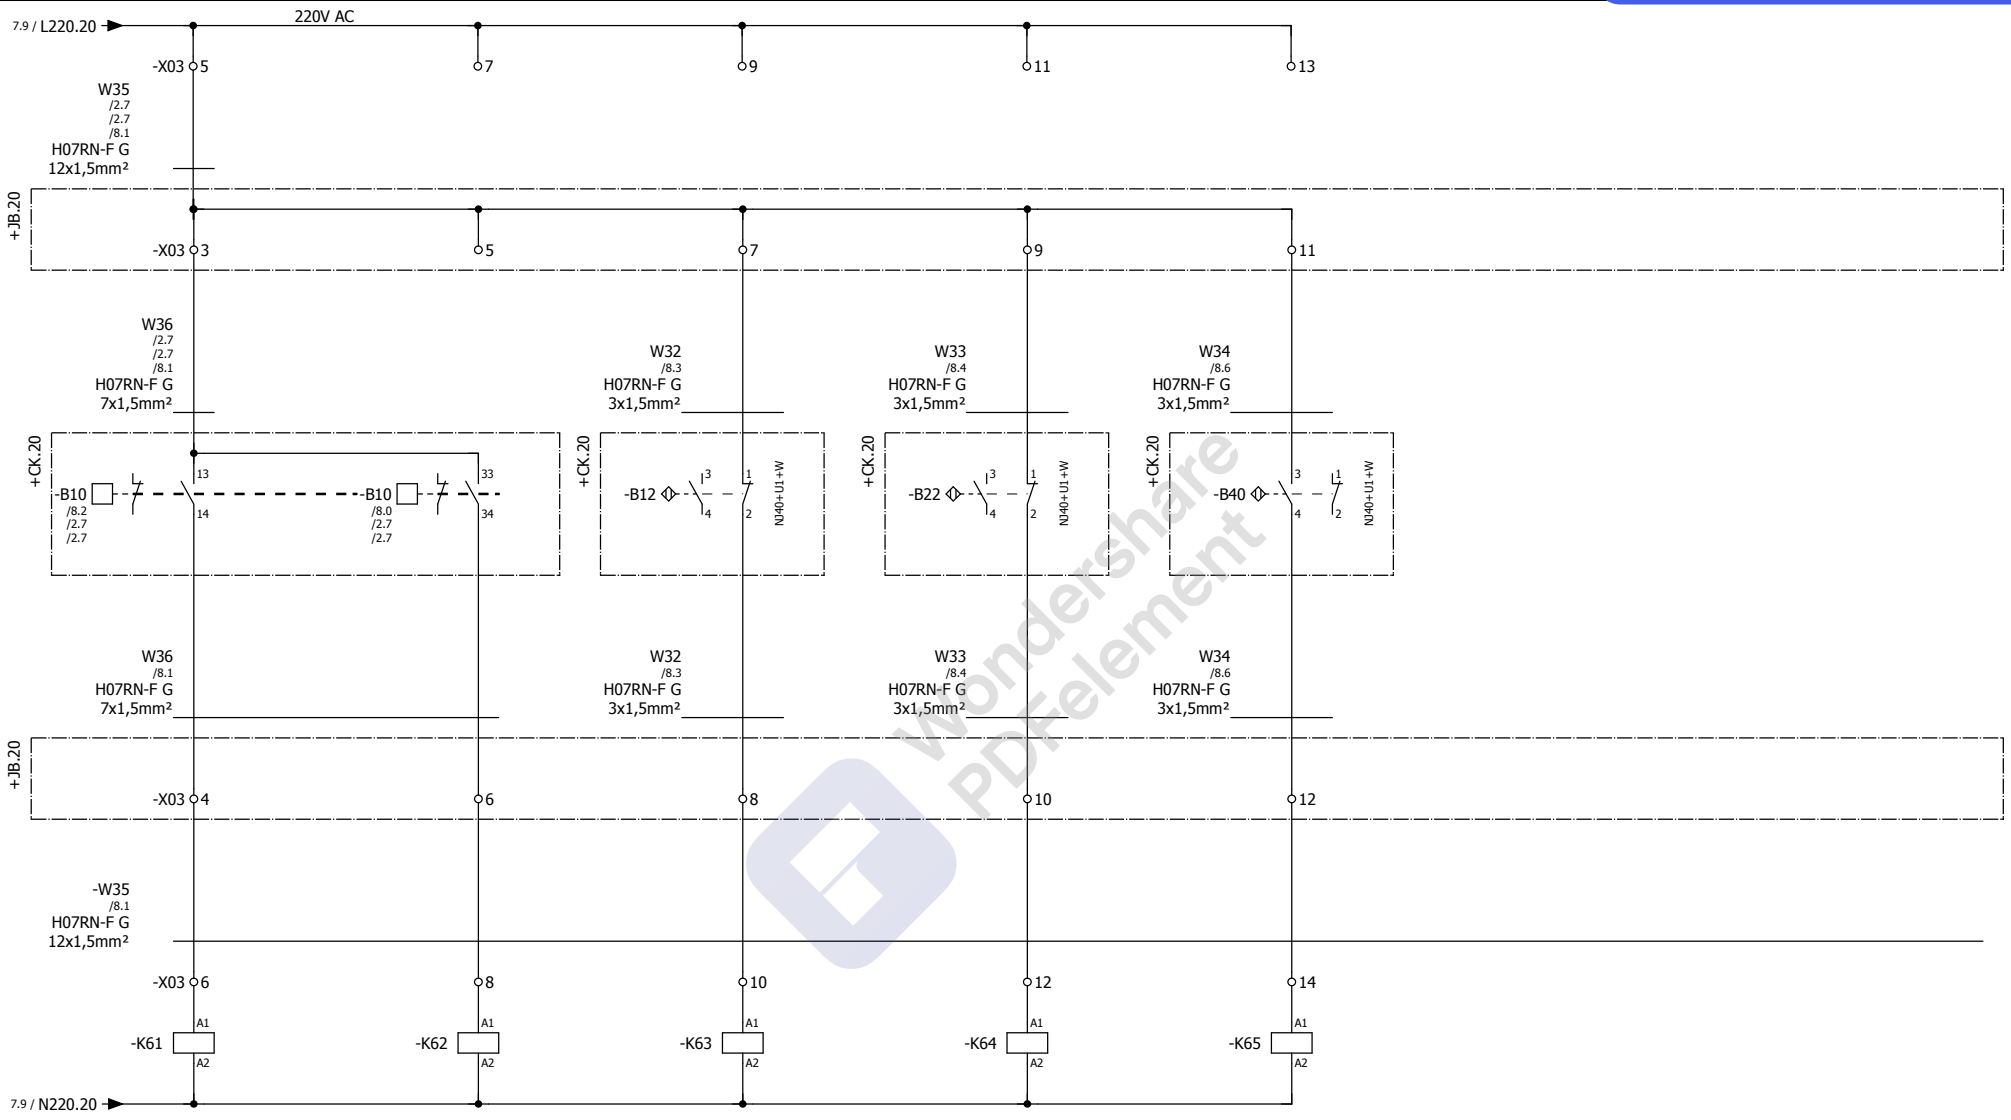 220V AC
7.9 / L220.20
-X03 5 7 9 11 13
W35
/2.7
/2.7
/8.1
H07RN-F G
12x1,5mm²
+JB.20
-X03 3 5 7 9 11
W36
/2.7
/2.7
/8.1
H07RN-F G
7x1,5mm²
W32
/8.3
H07RN-F G
3x1,5mm²
W33
/8.4
H07RN-F G
3x1,5mm²
W34
/8.6
H07RN-F G
3x1,5mm²
+CK.20
-B10
/8.2
/2.7
/2.7
13
14
-B10
/8.0
/2.7
/2.7
33
34
+CK.20
-B12
3
4
1
2
NJ40+U1+W
+CK.20
-B22
3
4
1
2
NJ40+U1+W
+CK.20
-B40
3
4
1
2
NJ40+U1+W
W36
/8.1
H07RN-F G
7x1,5mm²
W32
/8.3
H07RN-F G
3x1,5mm²
W33
/8.4
H07RN-F G
3x1,5mm²
W34
/8.6
H07RN-F G
3x1,5mm²
Wondershare
PDFelement
+JB.20
-X03 4 6 8 10 12
-W35
/8.1
H07RN-F G
12x1,5mm²
-X03 6 8 10 12 14
A1 A1 A1 A1 A1
-K61 -K62 -K63 -K64 -K65
A2 A2 A2 A2 A2
7.9 / N220.20